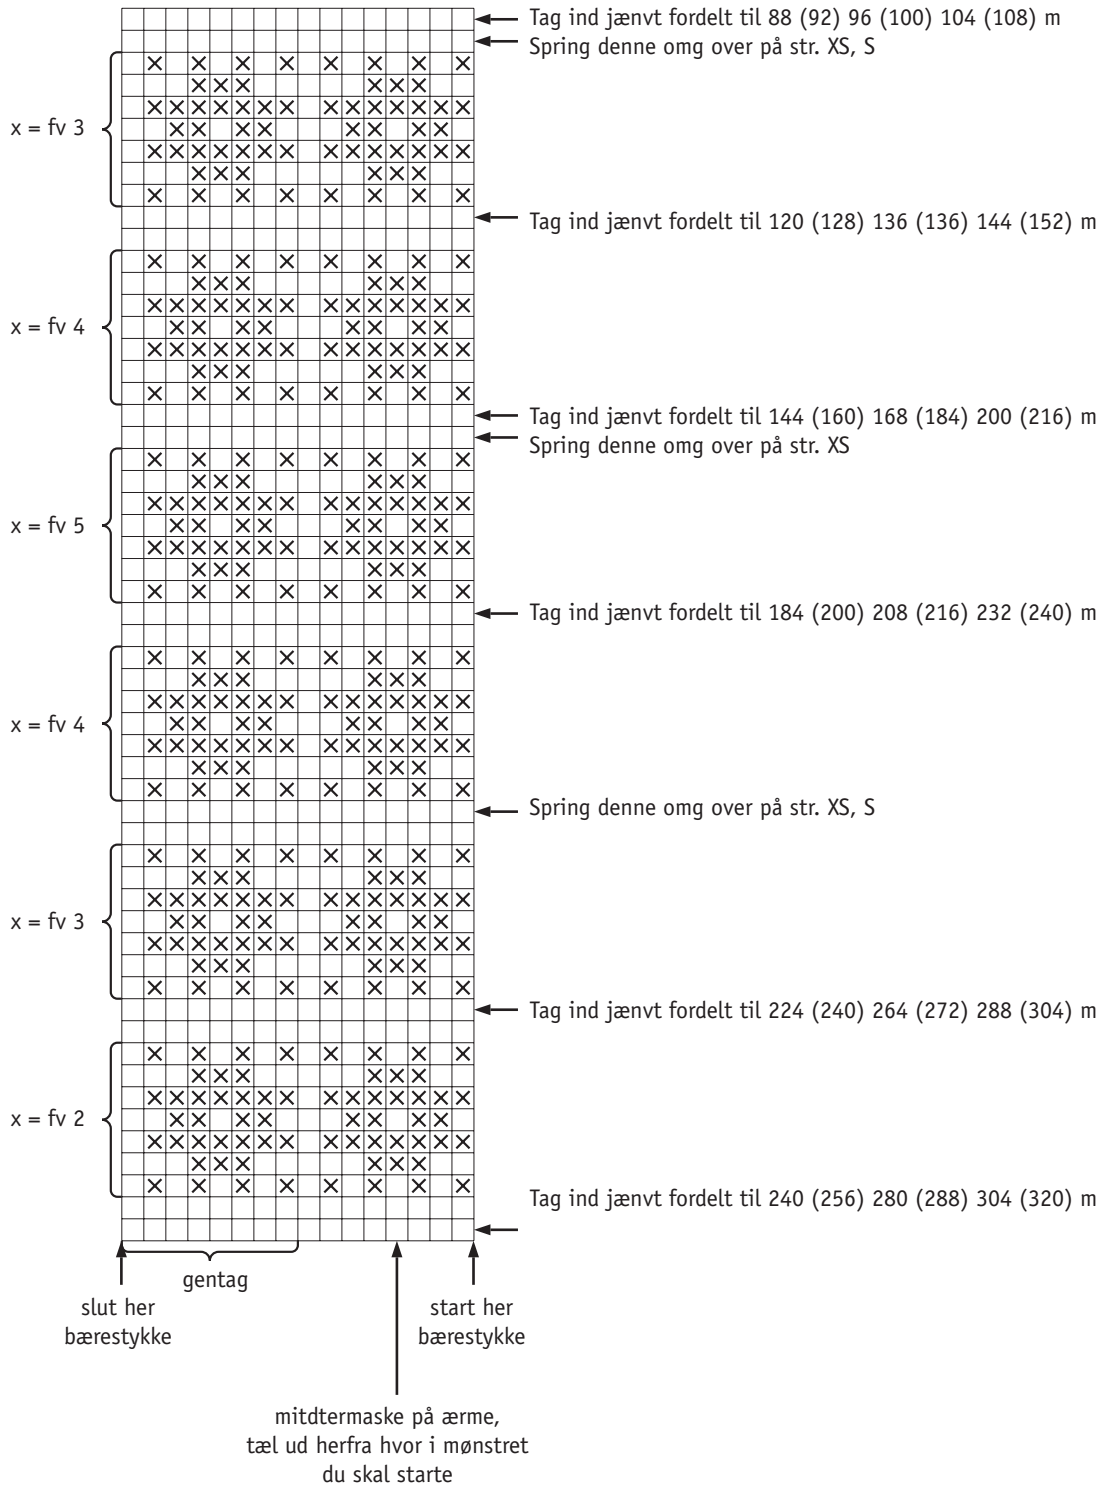 Tag ind jænvt fordelt til 88 (92) 96 (100) 104 (108) m
Spring denne omg over på str. XS, S
x = fv 3
Tag ind jænvt fordelt til 120 (128) 136 (136) 144 (152) m
x = fv 4
Tag ind jænvt fordelt til 144 (160) 168 (184) 200 (216) m
Spring denne omg over på str. XS
x = fv 5
Tag ind jænvt fordelt til 184 (200) 208 (216) 232 (240) m
x = fv 4
Spring denne omg over på str. XS, S
x = fv 3
Tag ind jænvt fordelt til 224 (240) 264 (272) 288 (304) m
x = fv 2
Tag ind jænvt fordelt til 240 (256) 280 (288) 304 (320) m
gentag
slut her
bærestykke
start her
bærestykke
mitdtermaske på ærme,
tæl ud herfra hvor i mønstret
du skal starte